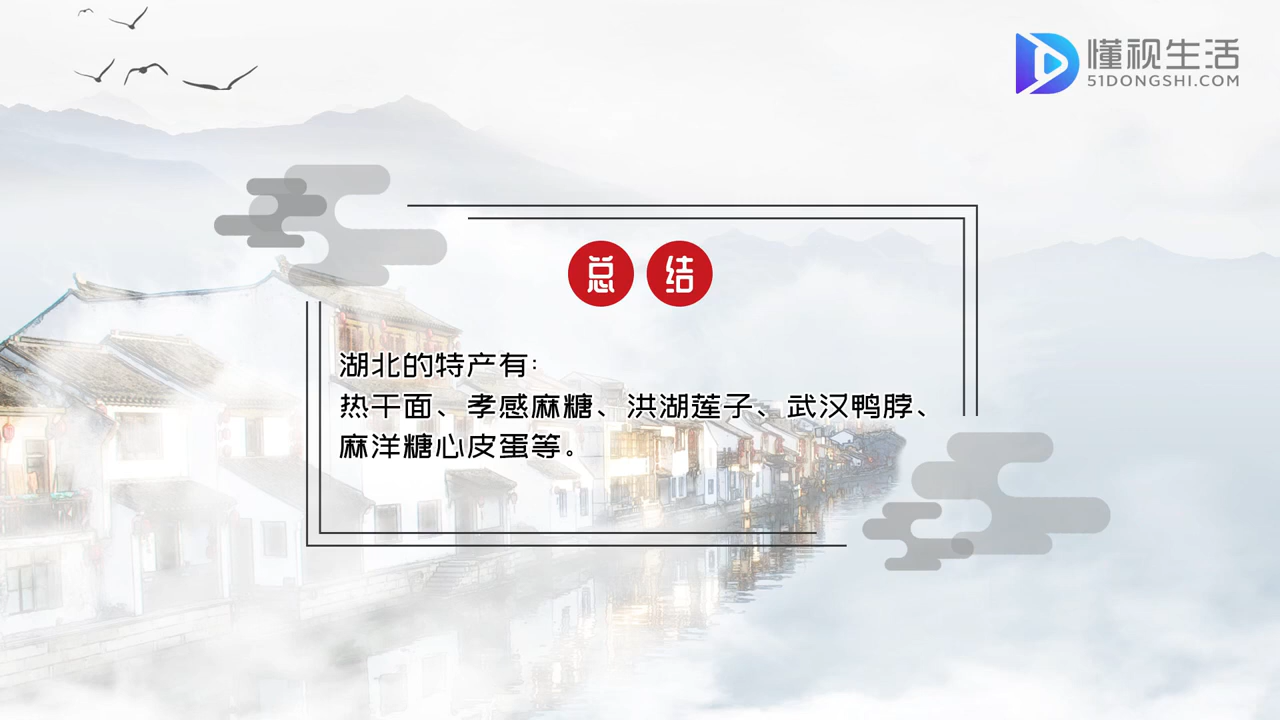 懂视生活
51DONGSHI.COM
总结
湖北的特产有:
热干面、孝感麻糖、洪湖莲子、武汉鸭脖、
麻洋糖心皮蛋等。